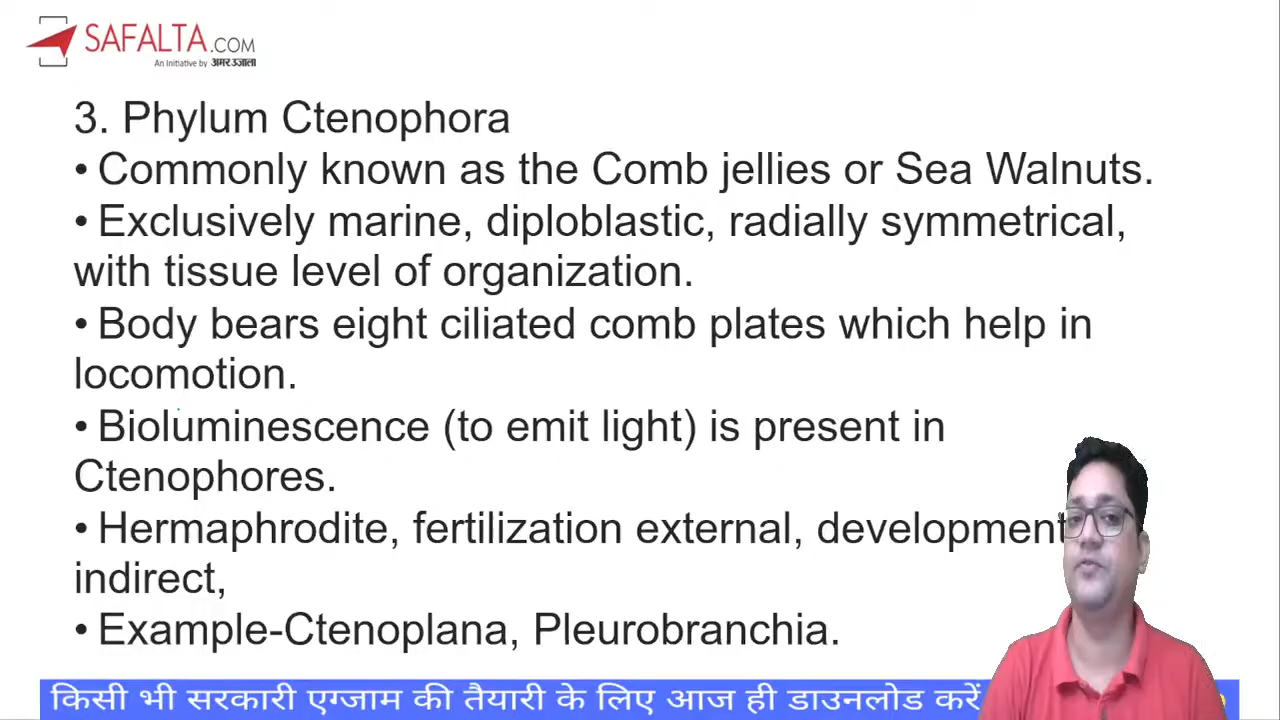 SAFALTA.COM
An Initiative by अमर उजाला
3. Phylum Ctenophora
• Commonly known as the Comb jellies or Sea Walnuts.
• Exclusively marine, diploblastic, radially symmetrical,
with tissue level of organization.
• Body bears eight ciliated comb plates which help in
locomotion.
• Bioluminescence (to emit light) is present in
Ctenophores.
• Hermaphrodite, fertilization external, development
indirect,
• Example-Ctenoplana, Pleurobranchia.
किसी भी सरकारी एग्जाम की तैयारी के लिए आज ही डाउनलोड करें